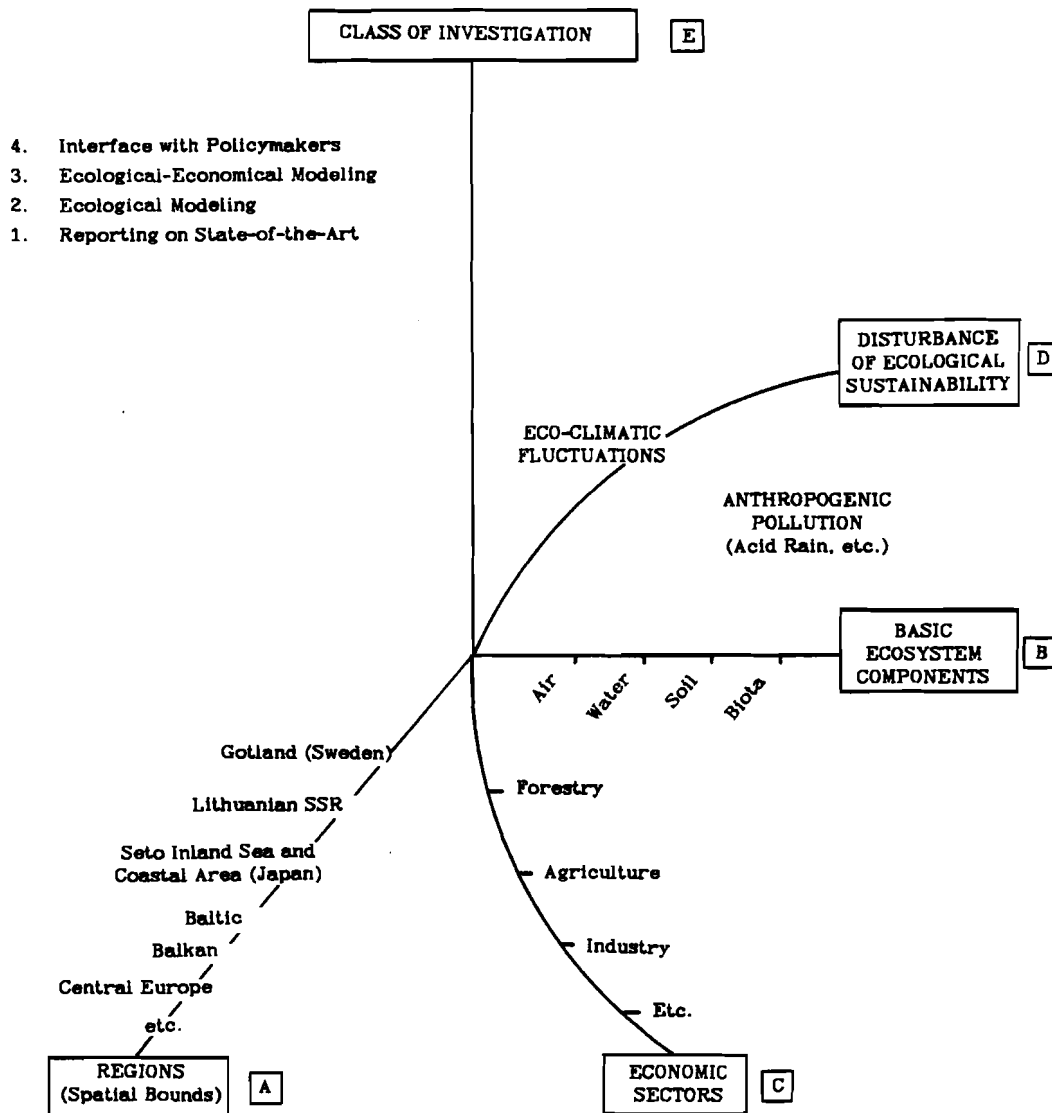 CLASS OF INVESTIGATION
E
4. Interface with Policymakers
3. Ecological-Economical Modeling
2. Ecological Modeling
1. Reporting on State-of-the-Art
DISTURBANCE
OF ECOLOGICAL
SUSTAINABILITY
D
ECO-CLIMATIC
FLUCTUATIONS
ANTHROPOGENIC
POLLUTION
(Acid Rain, etc.)
BASIC
ECOSYSTEM
COMPONENTS
B
Air
Water
Soil
Biota
Gotland (Sweden)
Lithuanian SSR
Seto Inland Sea and
Coastal Area (Japan)
Baltic
Balkan
Central Europe
etc.
Forestry
Agriculture
Industry
Etc.
REGIONS
(Spatial Bounds)
A
ECONOMIC
SECTORS
C